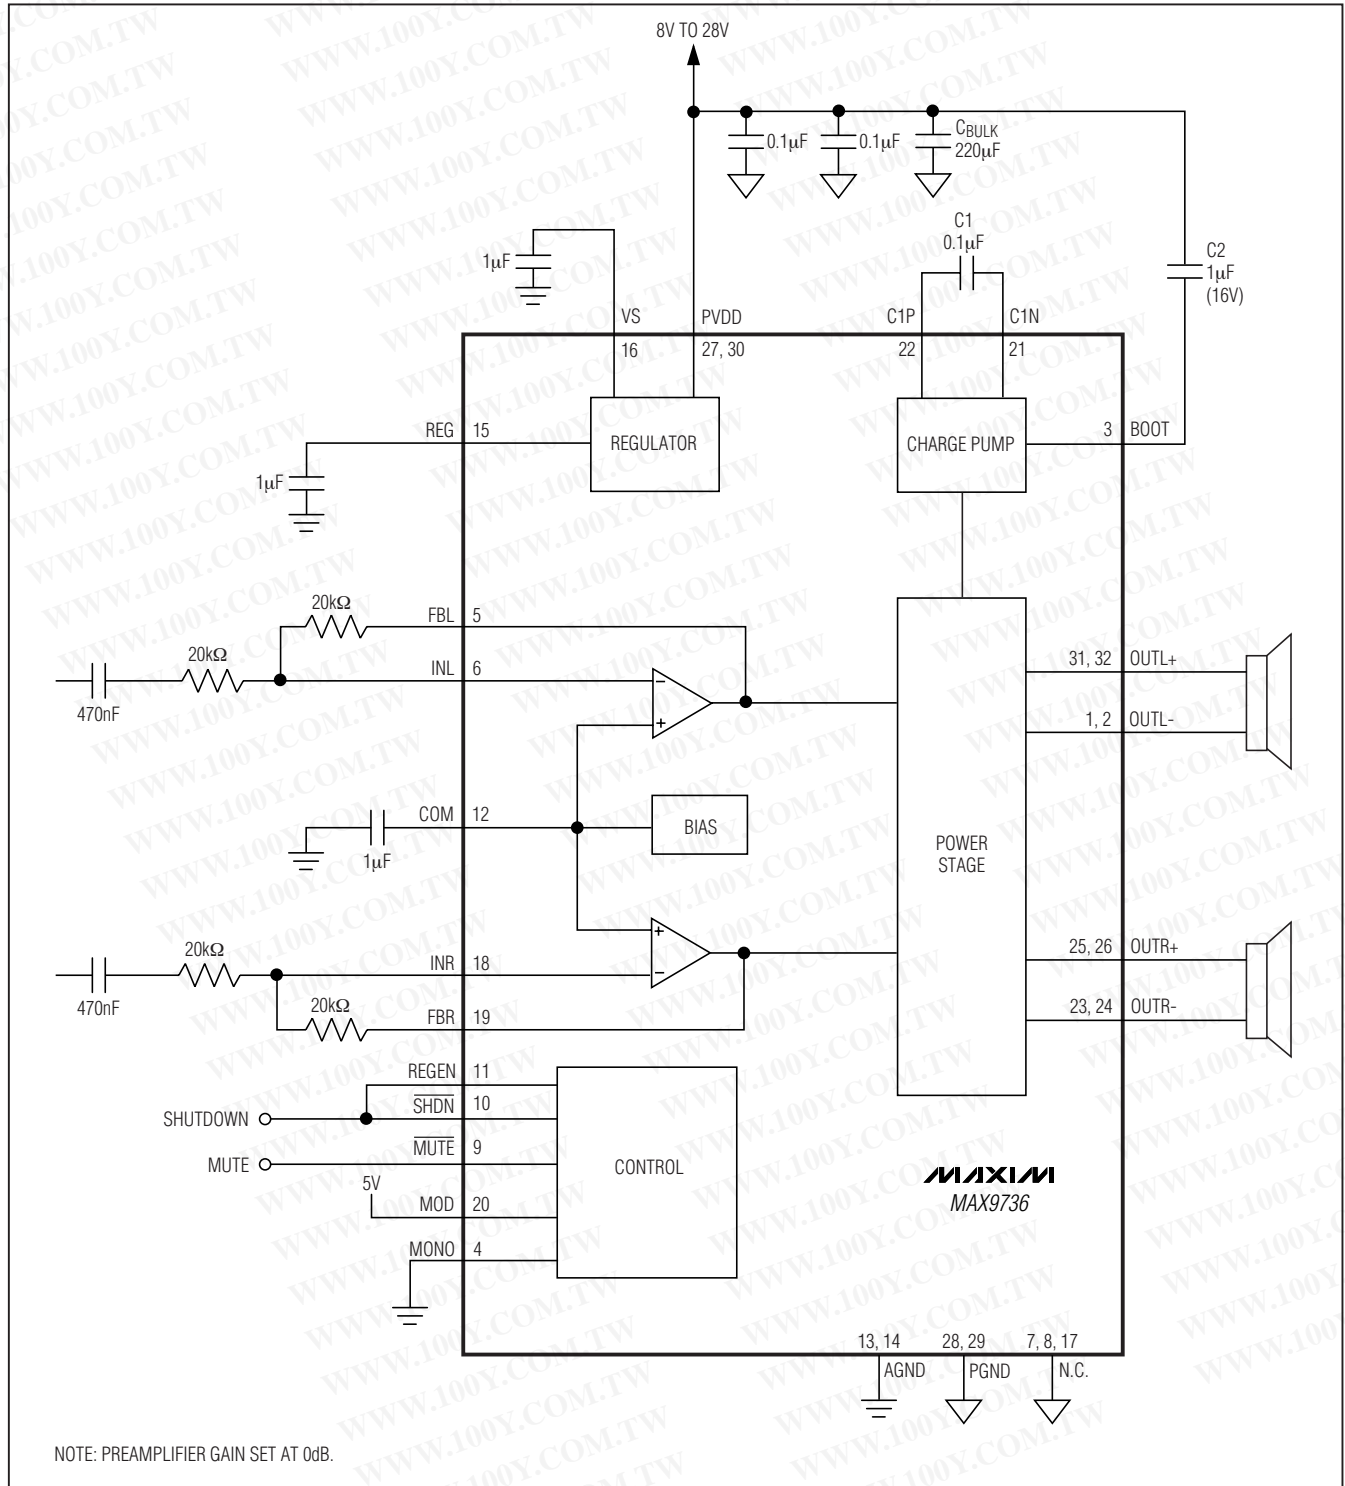 8V TO 28V
0.1µF
0.1µF
CBULK
220µF
C1
0.1µF
C2
1µF
(16V)
1µF
VS
PVDD
C1P
C1N
16
27, 30
22
21
REG
15
REGULATOR
CHARGE PUMP
3
BOOT
1µF
20kΩ
FBL
5
20kΩ
INL
6
470nF
−
+
31, 32
OUTL+
1, 2
OUTL-
COM
12
1µF
BIAS
POWER
STAGE
20kΩ
INR
18
470nF
+
−
20kΩ
FBR
19
25, 26
OUTR+
23, 24
OUTR-
REGEN
11
SHUTDOWN
SHDN
10
MUTE
MUTE
9
5V
MOD
20
MONO
4
CONTROL
MAXIM
MAX9736
13, 14
28, 29
7, 8, 17
AGND
PGND
N.C.
NOTE: PREAMPLIFIER GAIN SET AT 0dB.
WWW.100Y.COM.TW